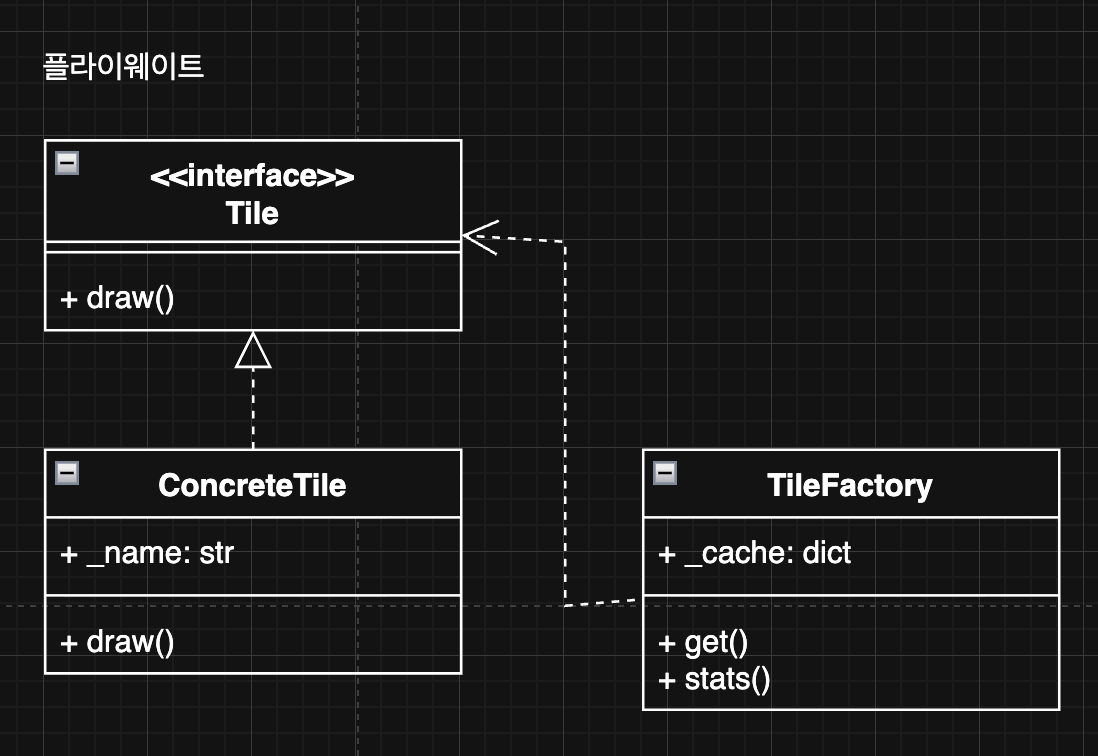 플라이웨이트
<<interface>>
Tile
+ draw()
ConcreteTile
+ _name: str
+ draw()
TileFactory
+ _cache: dict
+ get()
+ stats()